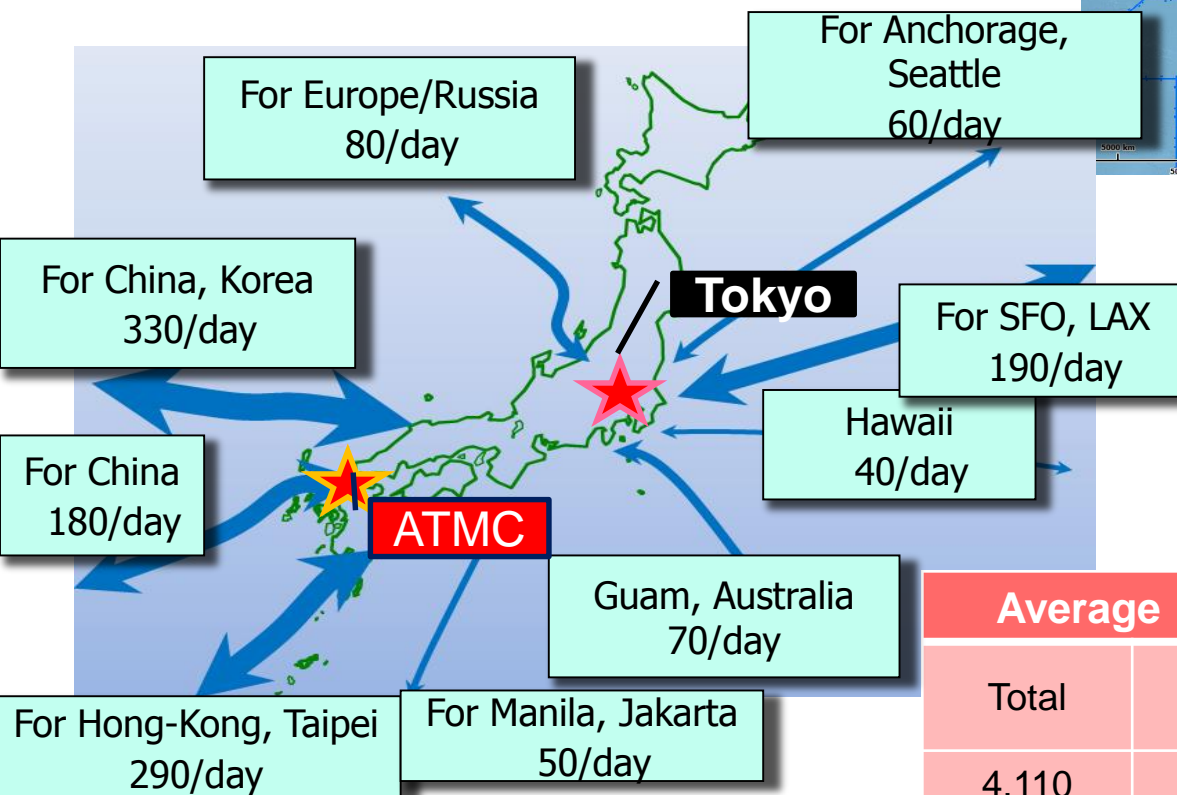 For Anchorage,
Seattle
60/day
For Europe/Russia
80/day
5000 km
For China, Korea
330/day
Tokyo
For SFO, LAX
190/day
Hawaii
40/day
For China
180/day
ATMC
Guam, Australia
70/day
Average
Total
4,110
For Hong-Kong, Taipei
290/day
For Manila, Jakarta
50/day